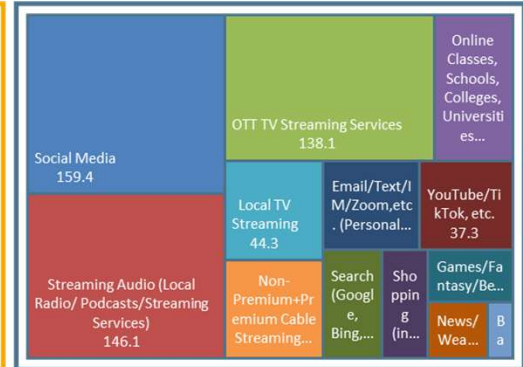 Social Media
159.4
Streaming Audio (Local
Radio/ Podcasts/Streaming
Services)
146.1
OTT TV Streaming Services
138.1
Online
Classes,
Schools,
Colleges,
Universiti
es...
Local TV
Streaming
44.3
Email/Text/I
M/Zoom,etc
. (Personal...
YouTube/Ti
kTok, etc.
37.3
Non-
Premium+Pr
emium Cable
Streaming...
Search
(Googl
e,
Bing,...
Sho
ppin
g
(in...
Games/Fa
ntasy/Be...
News/
Wea...
B
a